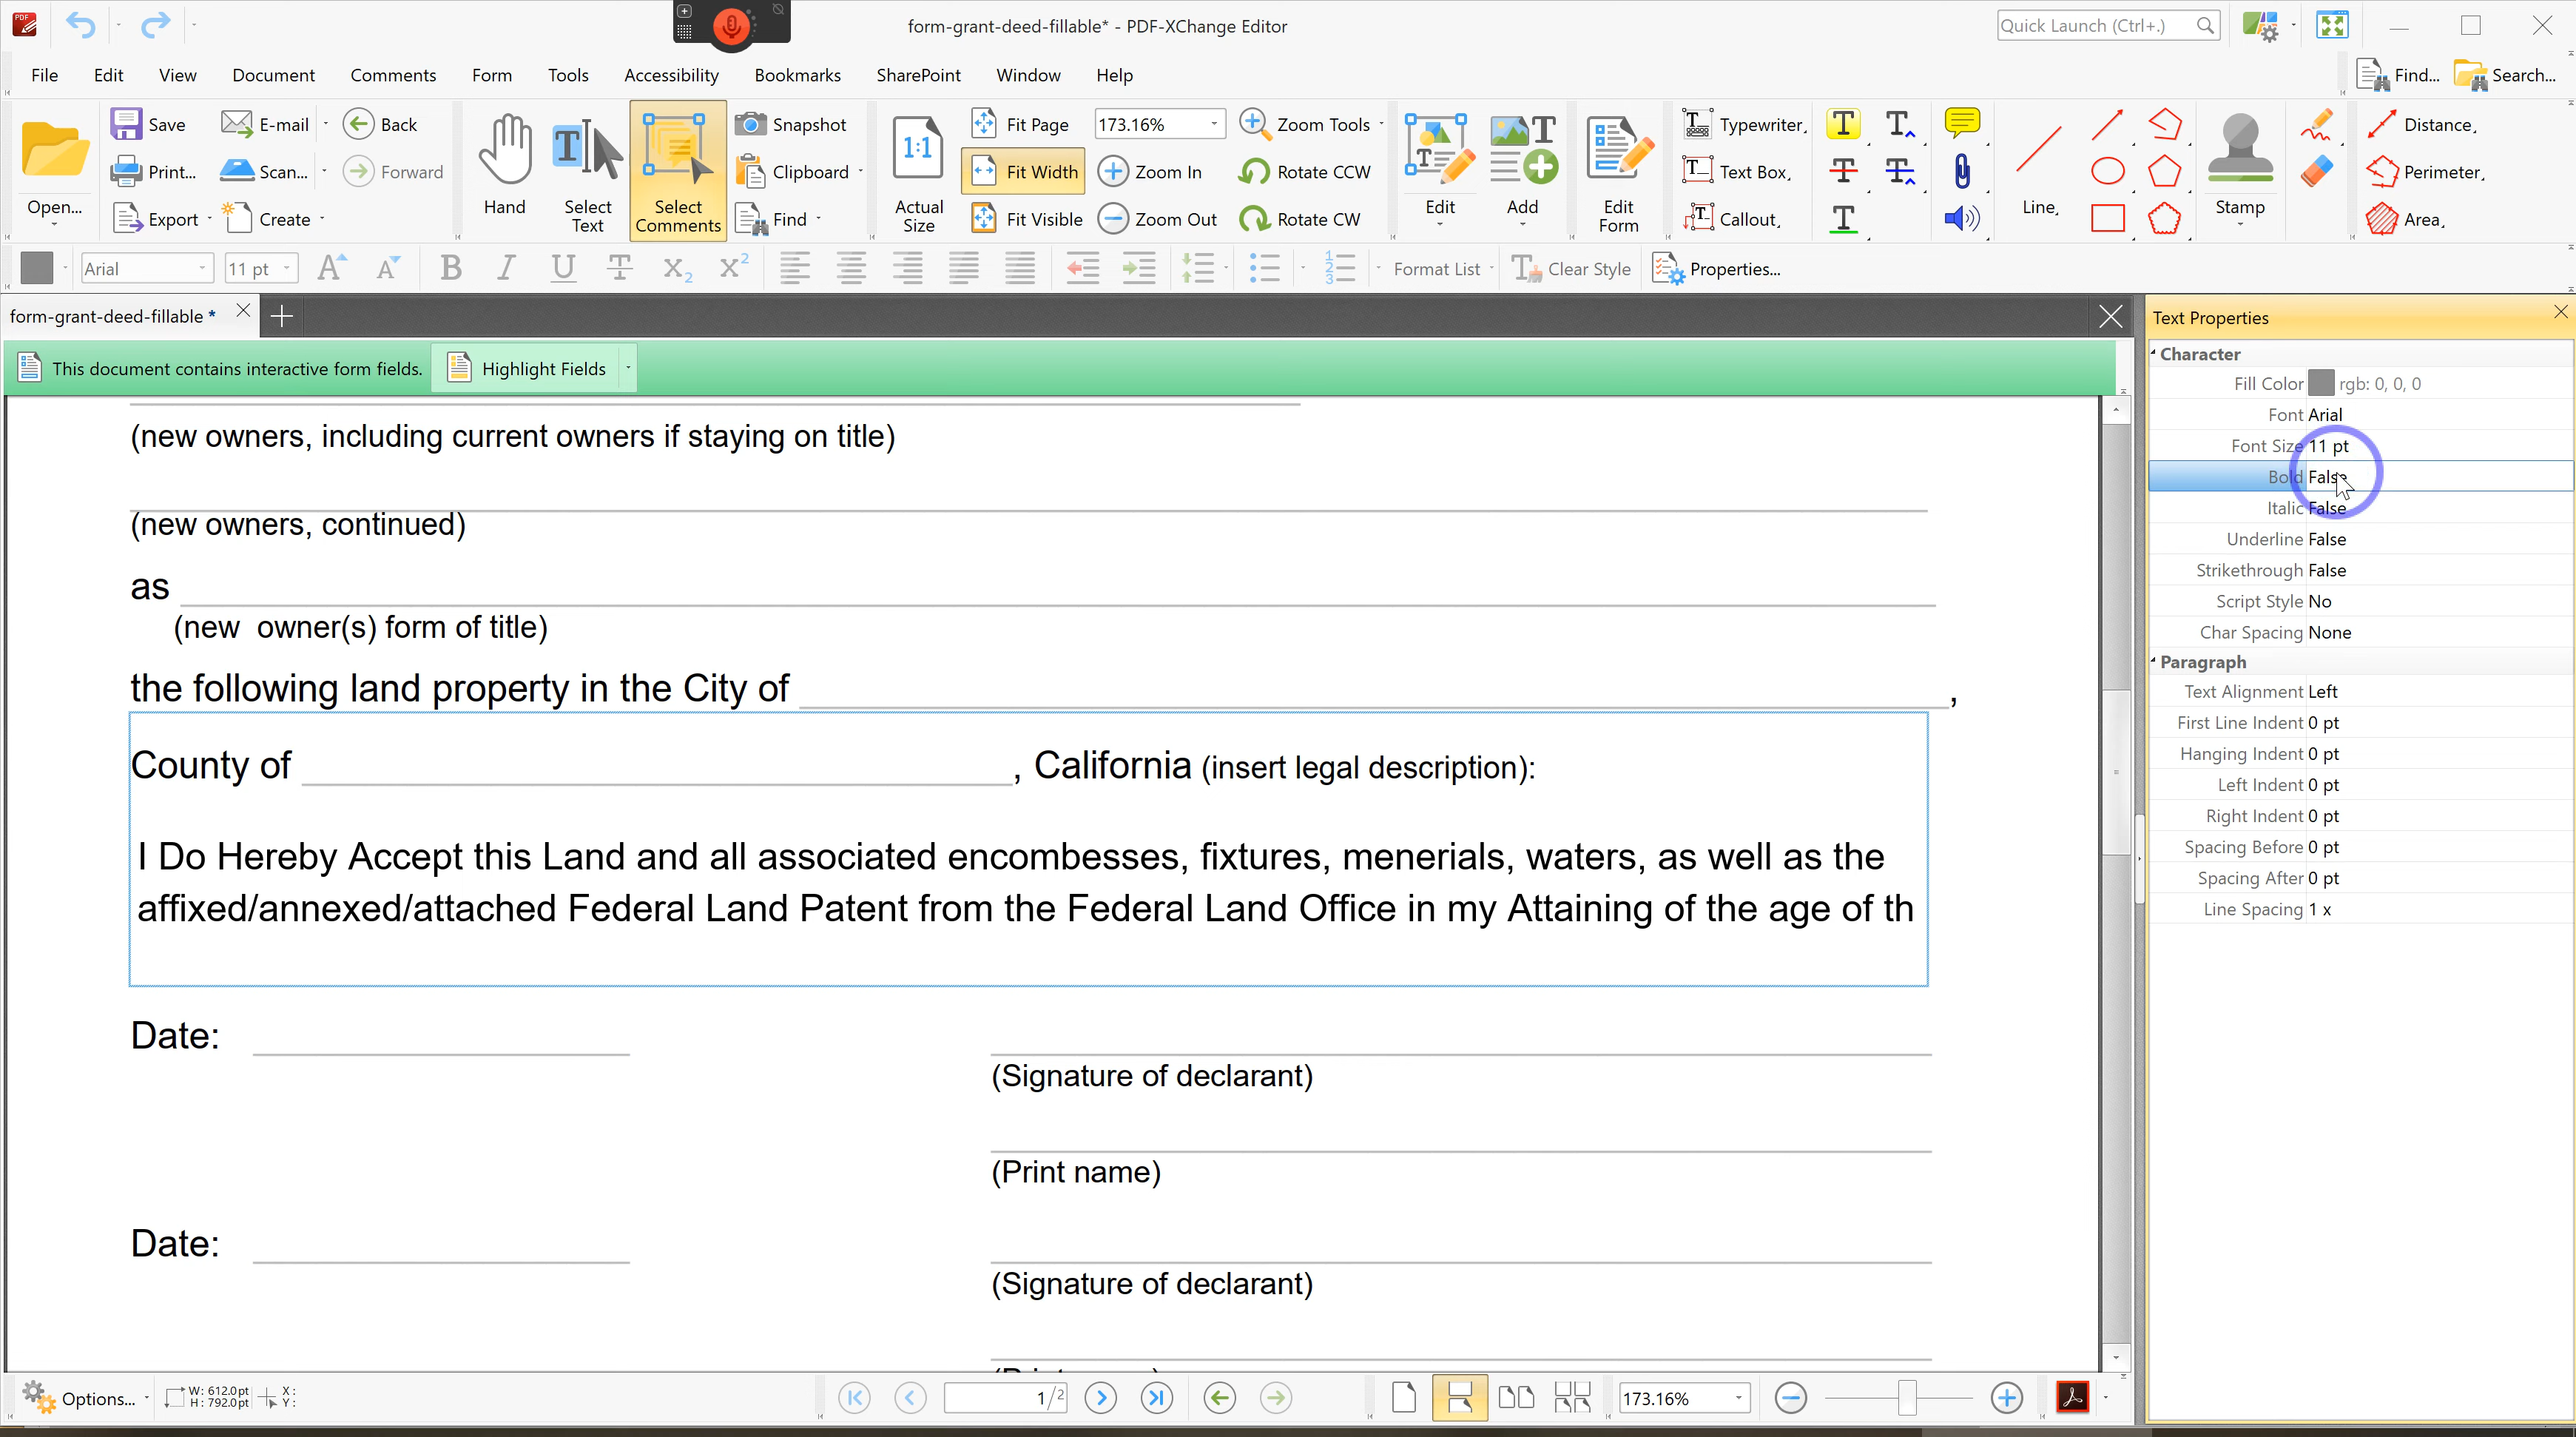 form-grant-deed-fillable* - PDF-XChange Editor
Quick Launch (Ctrl+.)
File Edit View Document Comments Form Tools Accessibility Bookmarks SharePoint Window Help
Find... Search...
Open...
Save E-mail Back
Print... Scan... Forward
Export Create
Hand
Select Text
Select Comments
Snapshot
Clipboard
Find
Actual Size
Fit Page 173.16% Zoom Tools
Fit Width Zoom In Rotate CCW
Fit Visible Zoom Out Rotate CW
Edit
Add
Edit Form
Typewriter
Text Box
Callout
Line
Stamp
Distance
Perimeter
Area
Arial 11 pt Format List Clear Style Properties...
form-grant-deed-fillable *
This document contains interactive form fields. Highlight Fields
(new owners, including current owners if staying on title)
(new owners, continued)
as
(new owner(s) form of title)
the following land property in the City of ,
County of , California (insert legal description):
I Do Hereby Accept this Land and all associated encombesses, fixtures, menerials, waters, as well as the
affixed/annexed/attached Federal Land Patent from the Federal Land Office in my Attaining of the age of th
Date:
(Signature of declarant)
(Print name)
Date:
(Signature of declarant)
Text Properties
Character
Fill Color rgb: 0, 0, 0
Font Arial
Font Size 11 pt
Bold False
Italic False
Underline False
Strikethrough False
Script Style No
Char Spacing None
Paragraph
Text Alignment Left
First Line Indent 0 pt
Hanging Indent 0 pt
Left Indent 0 pt
Right Indent 0 pt
Spacing Before 0 pt
Spacing After 0 pt
Line Spacing 1 x
Options... W: 612.0pt X:
H: 792.0pt Y:
1/2
173.16%